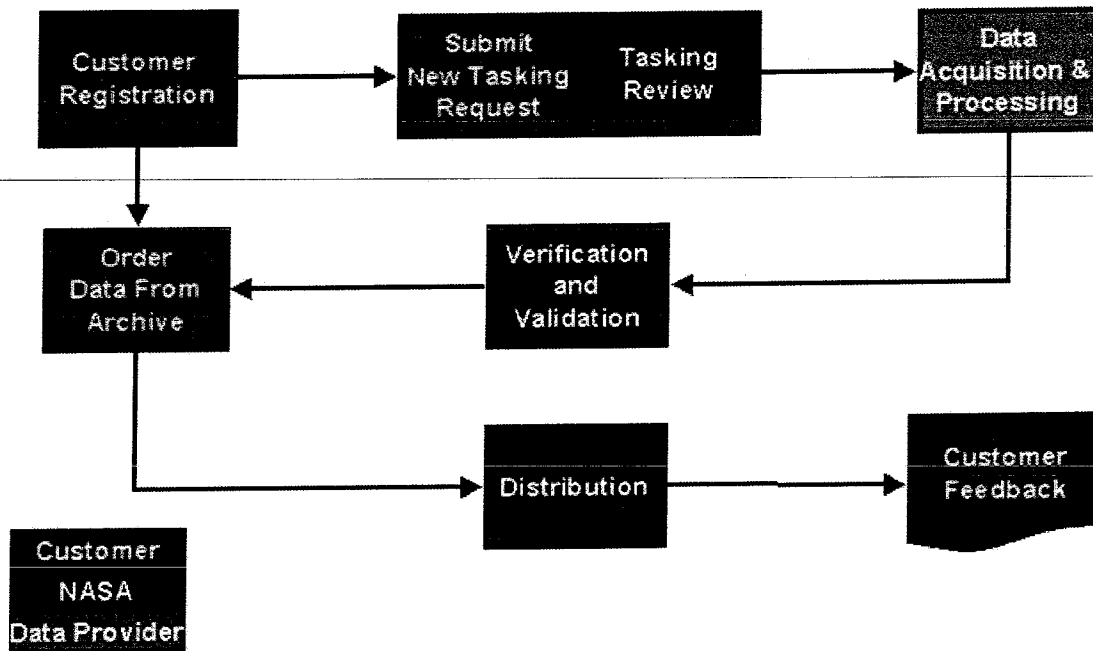 Customer
Registration
Submit
New Tasking
Request
Tasking
Review
Data
Acquisition &
Processing
Order
Data From
Archive
Verification
and
Validation
Distribution
Customer
Feedback
Customer
NASA
Data Provider